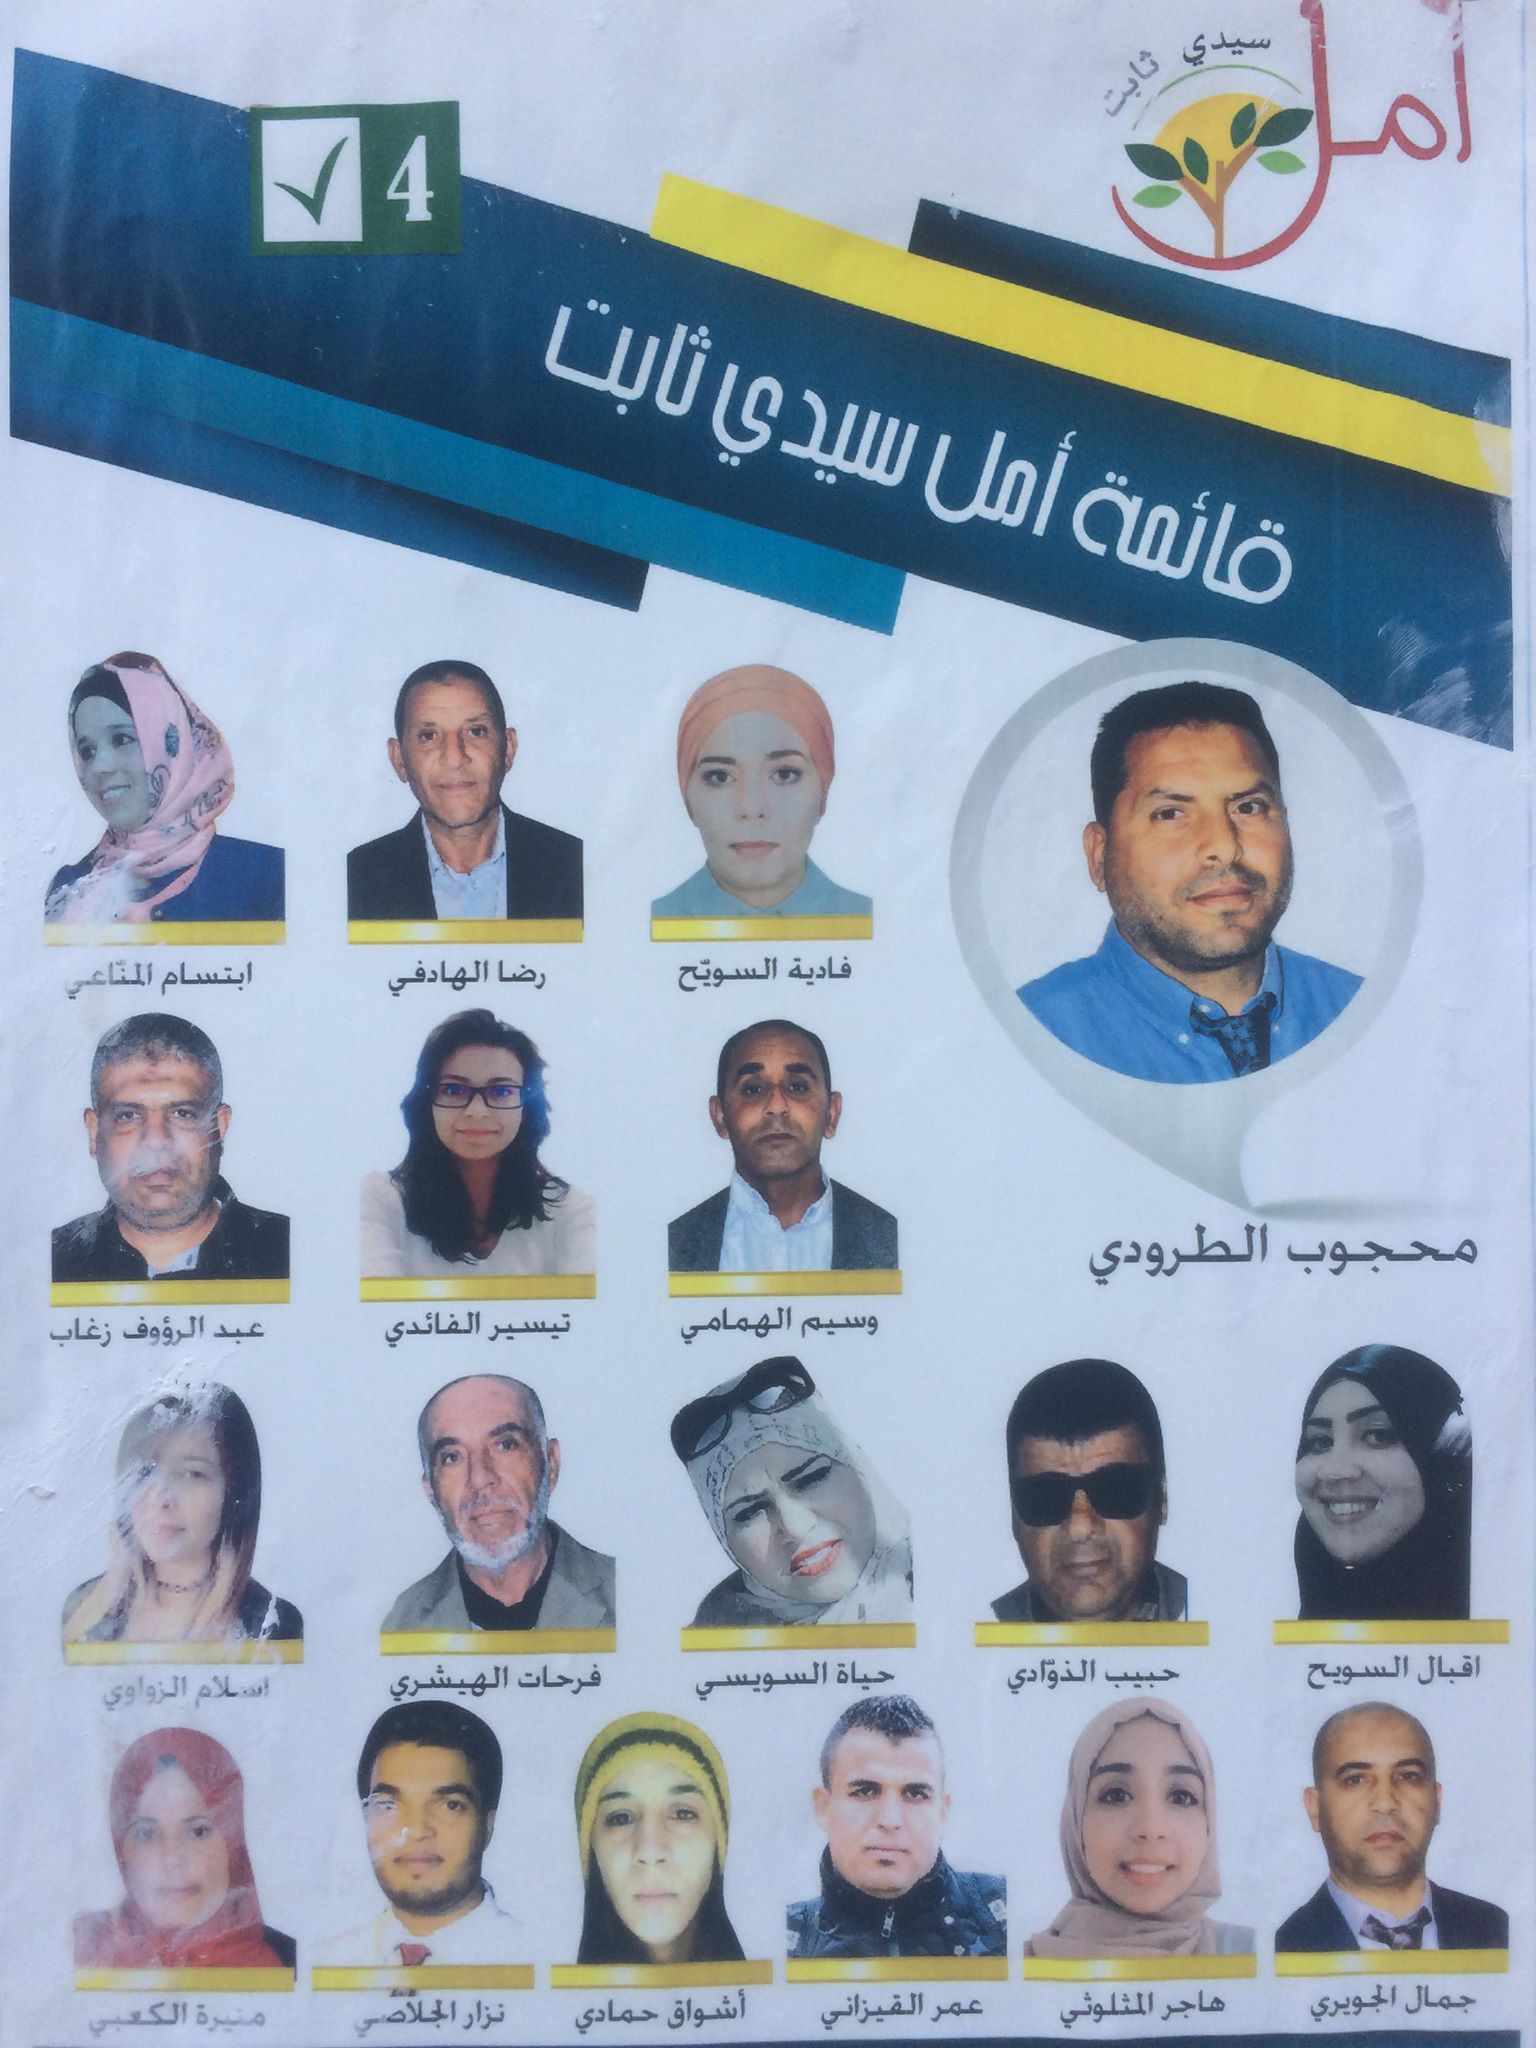 أمل
سيدي ثابت
4
قائمة أمل سيدي ثابت
محجوب الطرودي
فادية السويّح
رضا الهادفي
ابتسام المنّاعي
وسيم الهمامي
تيسير الفائدي
عبد الرؤوف زغاب
اقبال السويح
حبيب الذوّادي
حياة السويسي
فرحات الهيشري
اسلام الزواوي
جمال الجويري
هاجر المثلوثي
عمر القيزاني
أشواق حمادي
نزار الجلاصي
منيرة الكعبي